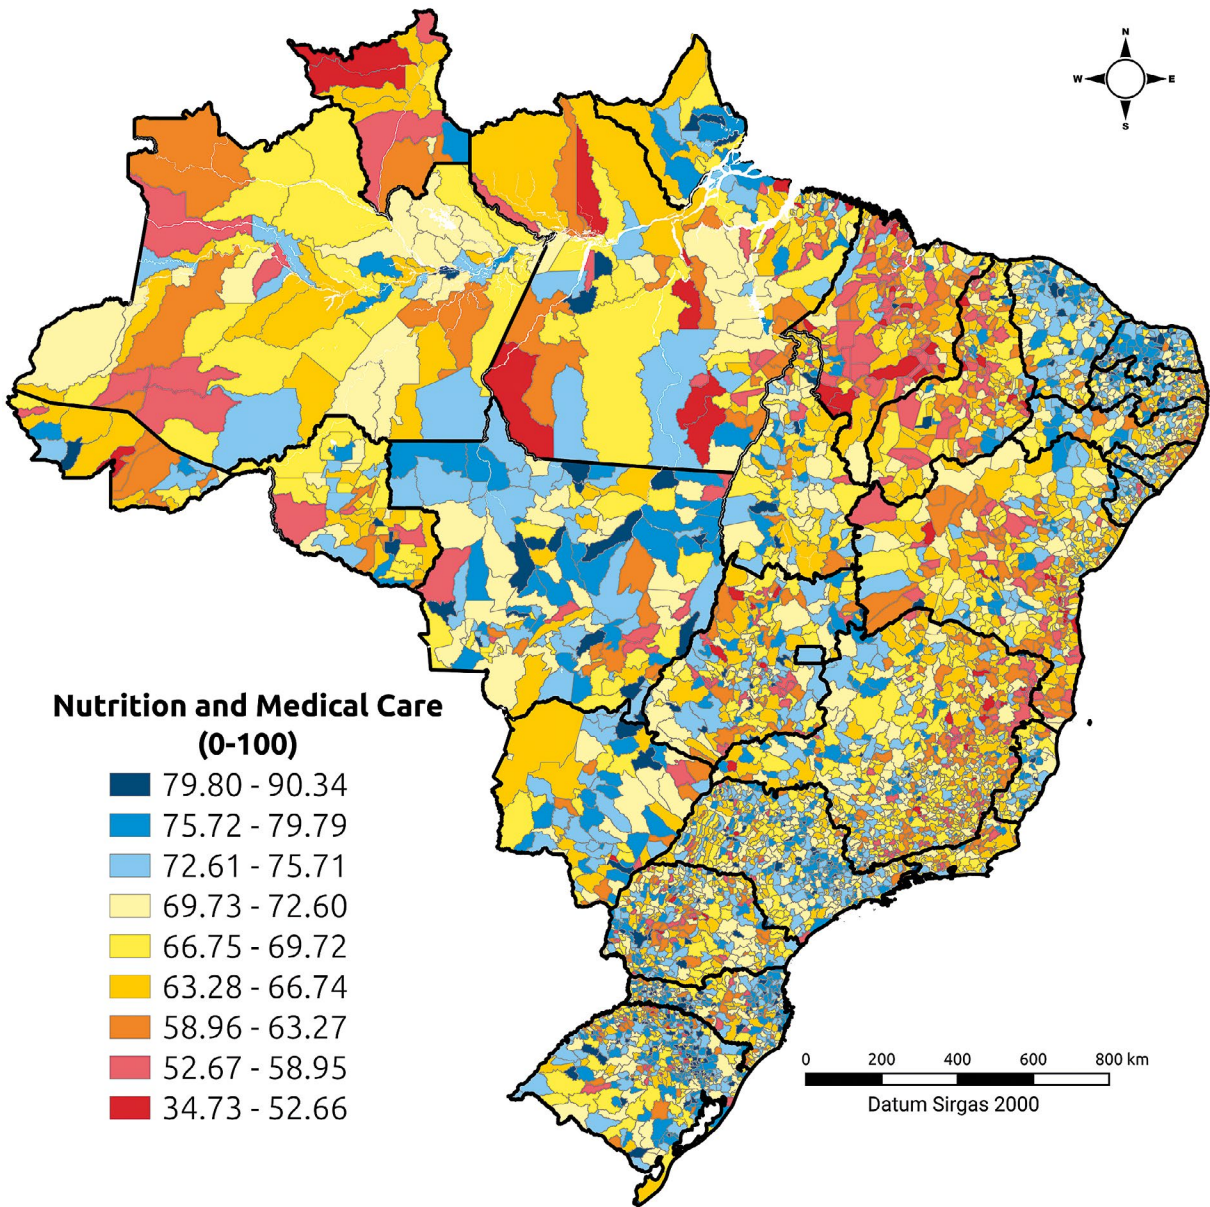 N
W E
S
Nutrition and Medical Care
(0-100)
79.80 - 90.34
75.72 - 79.79
72.61 - 75.71
69.73 - 72.60
66.75 - 69.72
63.28 - 66.74
58.96 - 63.27
52.67 - 58.95
34.73 - 52.66
0 200 400 600 800 km
Datum Sirgas 2000